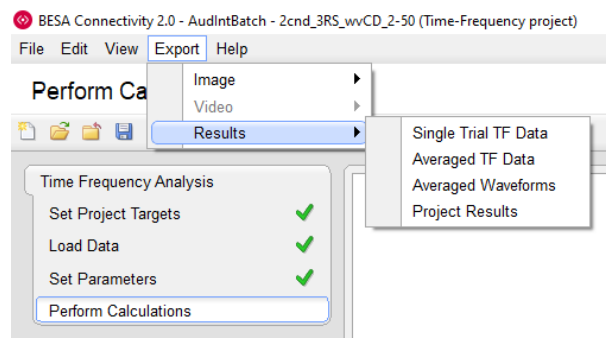 BESA Connectivity 2.0 - AudIntBatch - 2cnd_3RS_wvCD_2-50 (Time-Frequency project)
File Edit View Export Help
Perform Ca
Image
Video
Results
Single Trial TF Data
Averaged TF Data
Averaged Waveforms
Project Results
Time Frequency Analysis
Set Project Targets
Load Data
Set Parameters
Perform Calculations